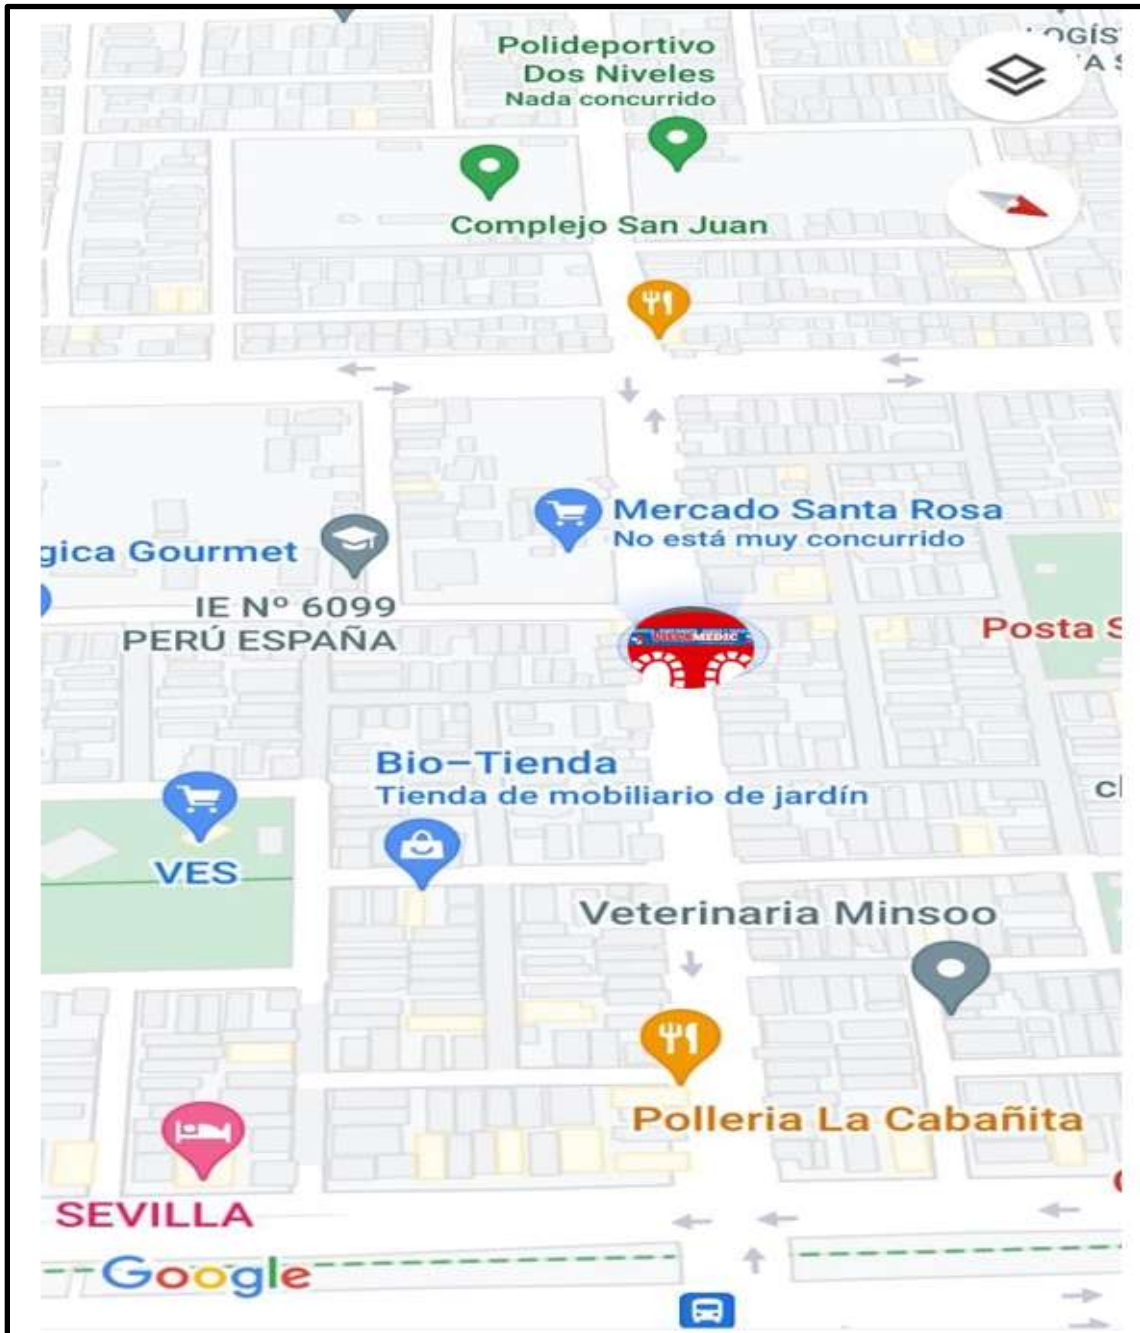 Polideportivo
Dos Niveles
Nada concurrido
Complejo San Juan
Mercado Santa Rosa
No está muy concurrido
gica Gourmet
IE Nº 6099
PERÚ ESPAÑA
MEDIC
Posta S
Bio-Tienda
Tienda de mobiliario de jardín
VES
Veterinaria Minsoo
Polleria La Cabañita
SEVILLA
Google